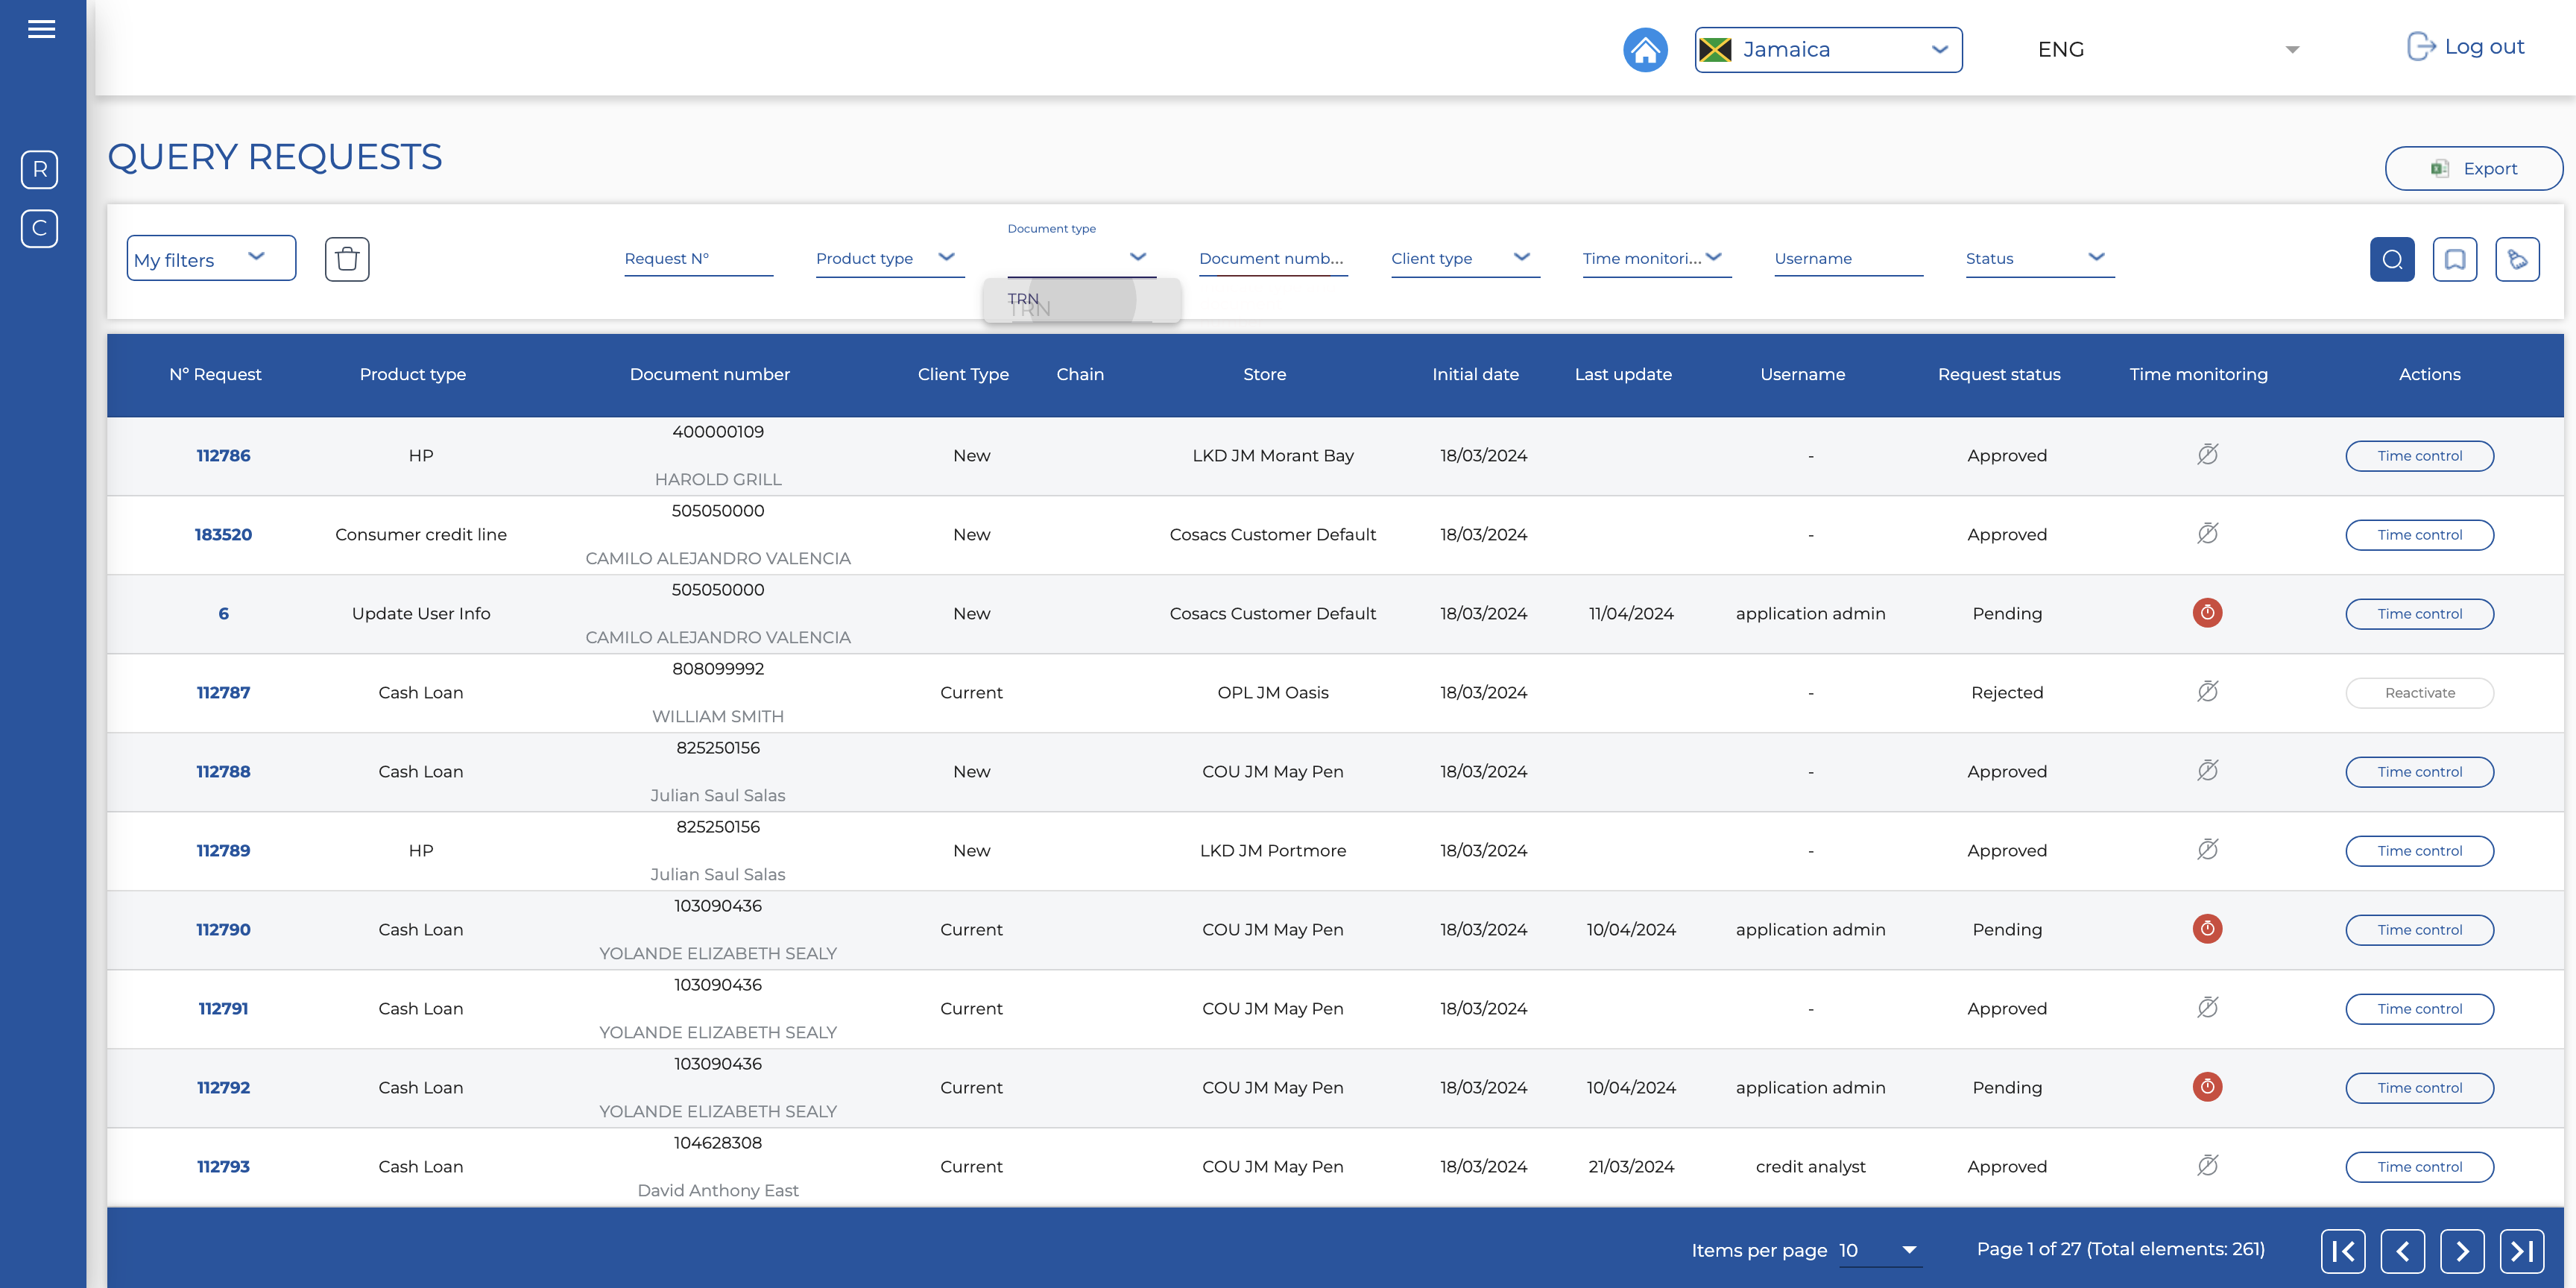 Jamaica
ENG
Log out
R
C
QUERY REQUESTS
Export
My filters
Request N°
Product type
Document type
Document numb...
Client type
Time monitori...
Username
Status
TRN
TRN
Nº Request Product type Document number Client Type Chain Store Initial date Last update Username Request status Time monitoring Actions
400000109
112786 HP New LKD JM Morant Bay 18/03/2024 - Approved Time control
HAROLD GRILL
505050000
183520 Consumer credit line New Cosacs Customer Default 18/03/2024 - Approved Time control
CAMILO ALEJANDRO VALENCIA
505050000
6 Update User Info New Cosacs Customer Default 18/03/2024 11/04/2024 application admin Pending Time control
CAMILO ALEJANDRO VALENCIA
808099992
112787 Cash Loan Current OPL JM Oasis 18/03/2024 - Rejected Reactivate
WILLIAM SMITH
825250156
112788 Cash Loan New COU JM May Pen 18/03/2024 - Approved Time control
Julian Saul Salas
825250156
112789 HP New LKD JM Portmore 18/03/2024 - Approved Time control
Julian Saul Salas
103090436
112790 Cash Loan Current COU JM May Pen 18/03/2024 10/04/2024 application admin Pending Time control
YOLANDE ELIZABETH SEALY
103090436
112791 Cash Loan Current COU JM May Pen 18/03/2024 - Approved Time control
YOLANDE ELIZABETH SEALY
103090436
112792 Cash Loan Current COU JM May Pen 18/03/2024 10/04/2024 application admin Pending Time control
YOLANDE ELIZABETH SEALY
104628308
112793 Cash Loan Current COU JM May Pen 18/03/2024 21/03/2024 credit analyst Approved Time control
David Anthony East
Items per page 10 Page 1 of 27 (Total elements: 261)